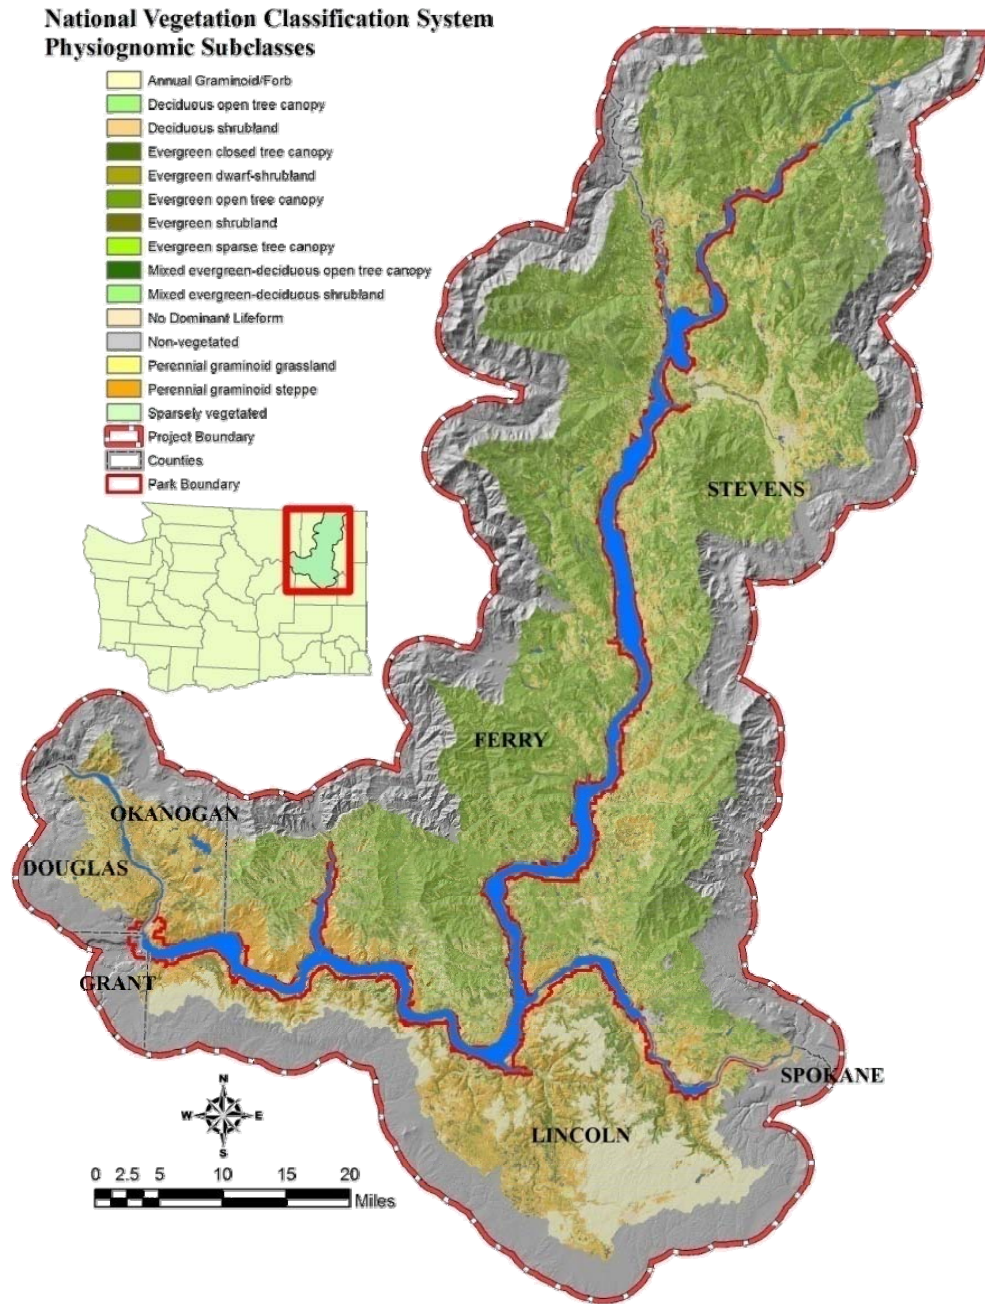 National Vegetation Classification System
Physiognomic Subclasses
Annual Graminoid/Forb
Deciduous open tree canopy
Deciduous shrubland
Evergreen closed tree canopy
Evergreen dwarf-shrubland
Evergreen open tree canopy
Evergreen shrubland
Evergreen sparse tree canopy
Mixed evergreen-deciduous open tree canopy
Mixed evergreen-deciduous shrubland
No Dominant Lifeform
Non-vegetated
Perennial graminoid grassland
Perennial graminoid steppe
Sparsely vegetated
Project Boundary
Counties
Park Boundary
STEVENS
FERRY
OKANOGAN
DOUGLAS
GRANT
SPOKANE
LINCOLN
N
W E
S
0 2.5 5 10 15 20
Miles